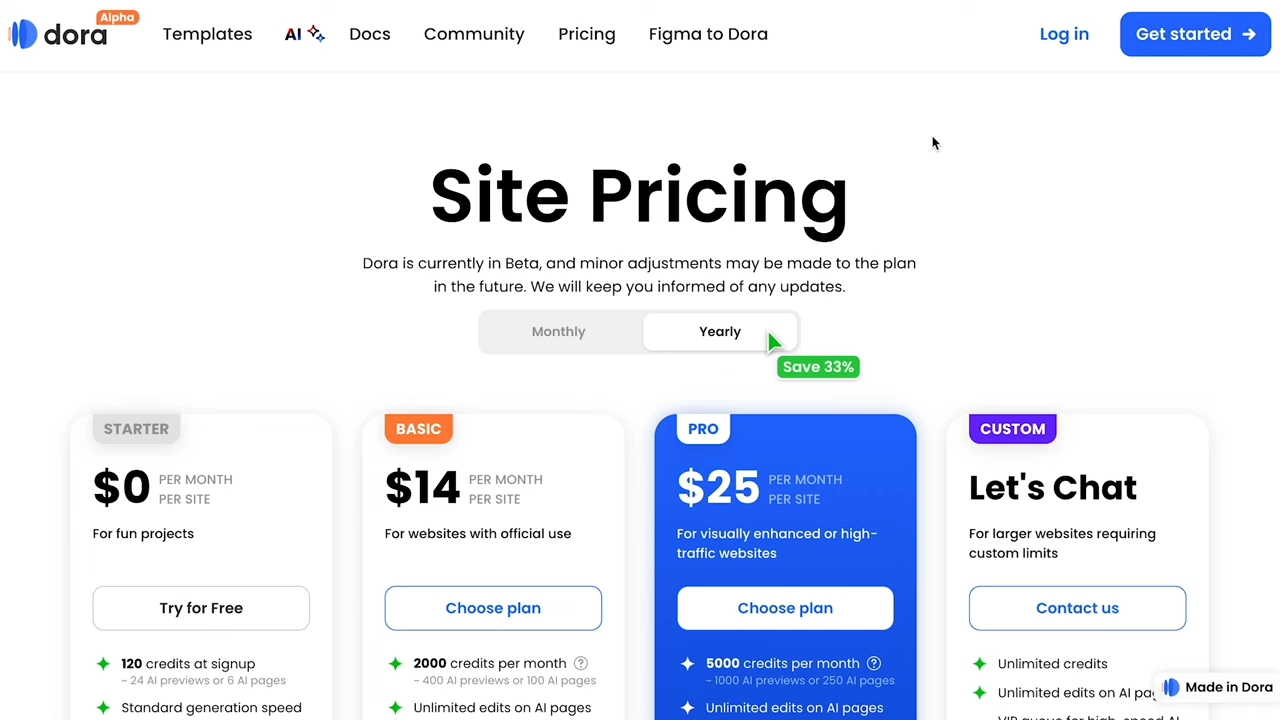 dora
Alpha
Templates
AI
Docs
Community
Pricing
Figma to Dora
Log in
Get started
Site Pricing
Dora is currently in Beta, and minor adjustments may be made to the plan
in the future. We will keep you informed of any updates.
Monthly
Yearly
Save 33%
STARTER
$0
PER MONTH
PER SITE
For fun projects
Try for Free
120 credits at signup
~ 24 AI previews or 6 AI pages
Standard generation speed
BASIC
$14
PER MONTH
PER SITE
For websites with official use
Choose plan
2000 credits per month
~ 400 AI previews or 100 AI pages
Unlimited edits on AI pages
PRO
$25
PER MONTH
PER SITE
For visually enhanced or high-
traffic websites
Choose plan
5000 credits per month
~ 1000 AI previews or 250 AI pages
Unlimited edits on AI pages
CUSTOM
Let's Chat
For larger websites requiring
custom limits
Contact us
Unlimited credits
Unlimited edits on AI
Made in Dora